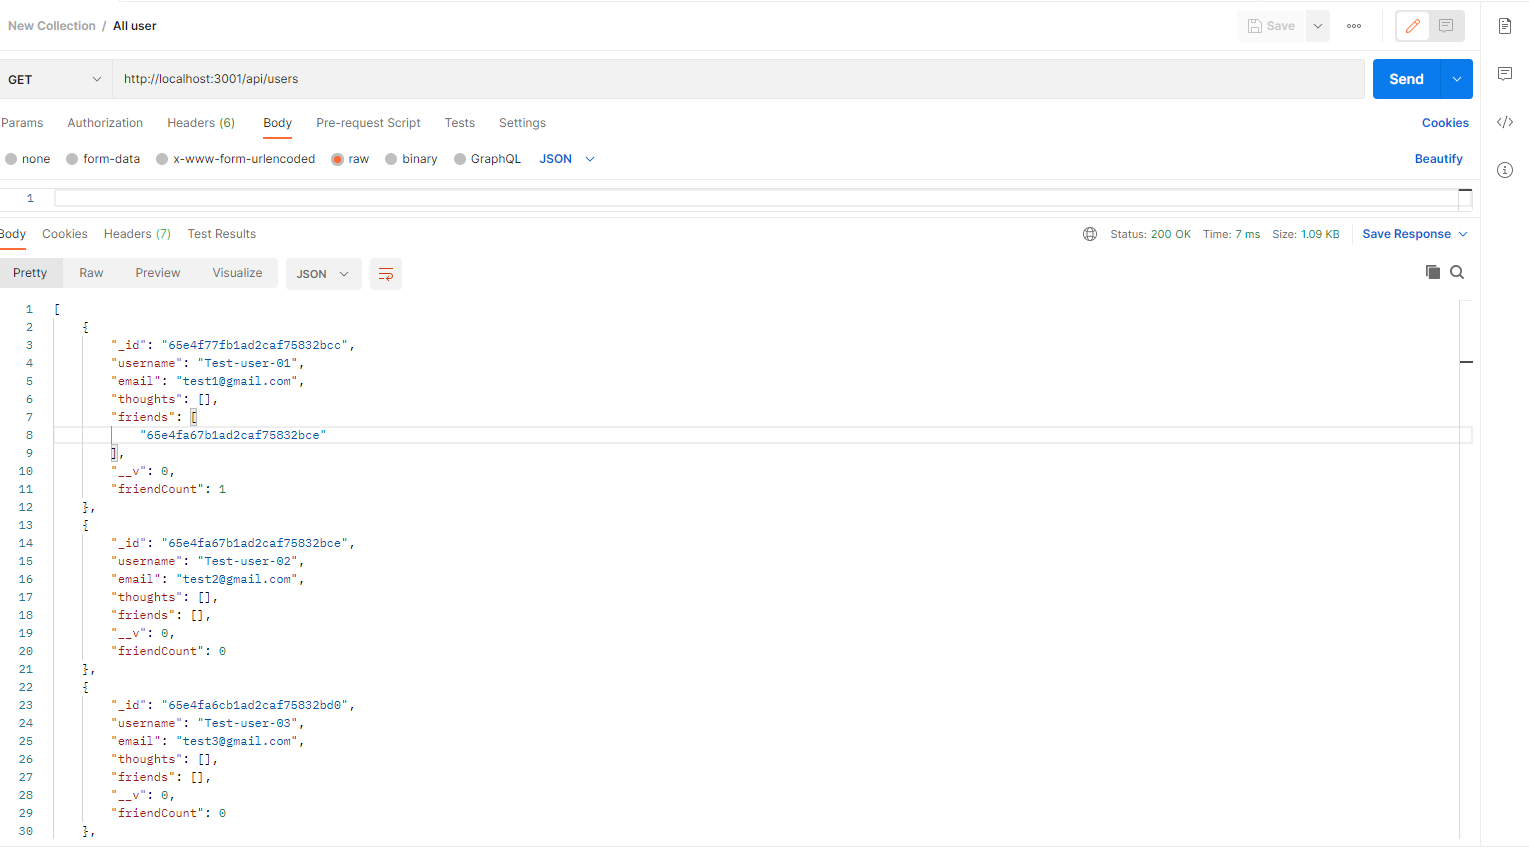 New Collection / All user
Save
GET http://localhost:3001/api/users Send
Params Authorization Headers (6) Body Pre-request Script Tests Settings Cookies
none form-data x-www-form-urlencoded raw binary GraphQL JSON Beautify
1
Body Cookies Headers (7) Test Results Status: 200 OK Time: 7 ms Size: 1.09 KB Save Response
Pretty Raw Preview Visualize JSON
1 [
2 {
3 "_id": "65e4f77fb1ad2caf75832bcc",
4 "username": "Test-user-01",
5 "email": "test1@gmail.com",
6 "thoughts": [],
7 "friends": [
8 "65e4fa67b1ad2caf75832bce"
9 ],
10 "__v": 0,
11 "friendCount": 1
12 },
13 {
14 "_id": "65e4fa67b1ad2caf75832bce",
15 "username": "Test-user-02",
16 "email": "test2@gmail.com",
17 "thoughts": [],
18 "friends": [],
19 "__v": 0,
20 "friendCount": 0
21 },
22 {
23 "_id": "65e4fa6cb1ad2caf75832bd0",
24 "username": "Test-user-03",
25 "email": "test3@gmail.com",
26 "thoughts": [],
27 "friends": [],
28 "__v": 0,
29 "friendCount": 0
30 },